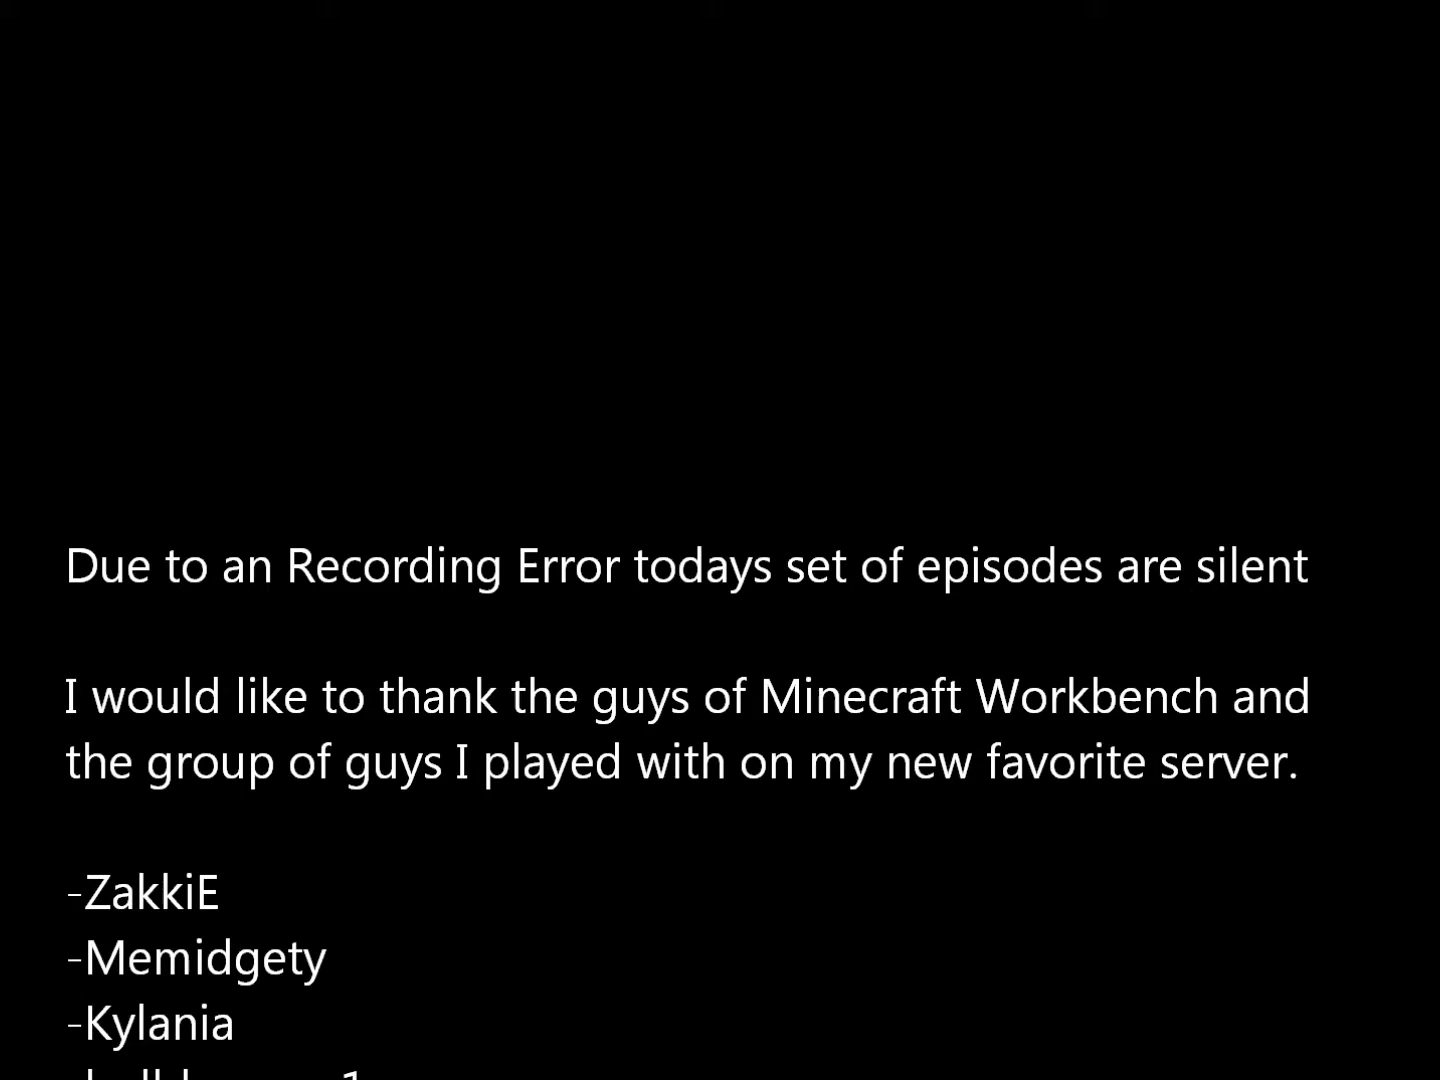 Due to an Recording Error todays set of episodes are silent
I would like to thank the guys of Minecraft Workbench and
the group of guys I played with on my new favorite server.
-ZakkiE
-Memidgety
-Kylania